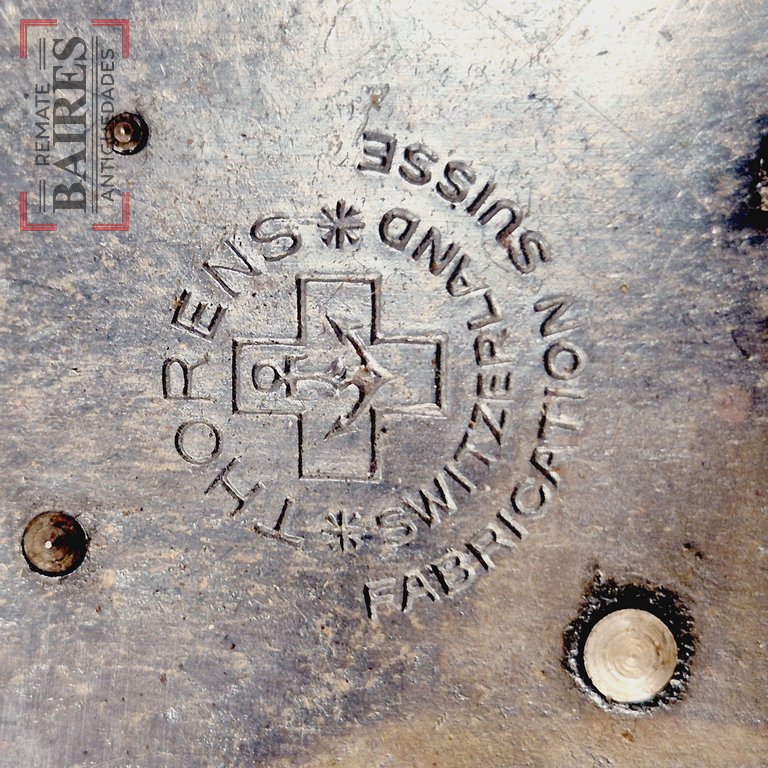 REMATE
BAIRES
ANTIGÜEDADES
THORENS
* SWITZERLAND *
FABRICATION SUISSE